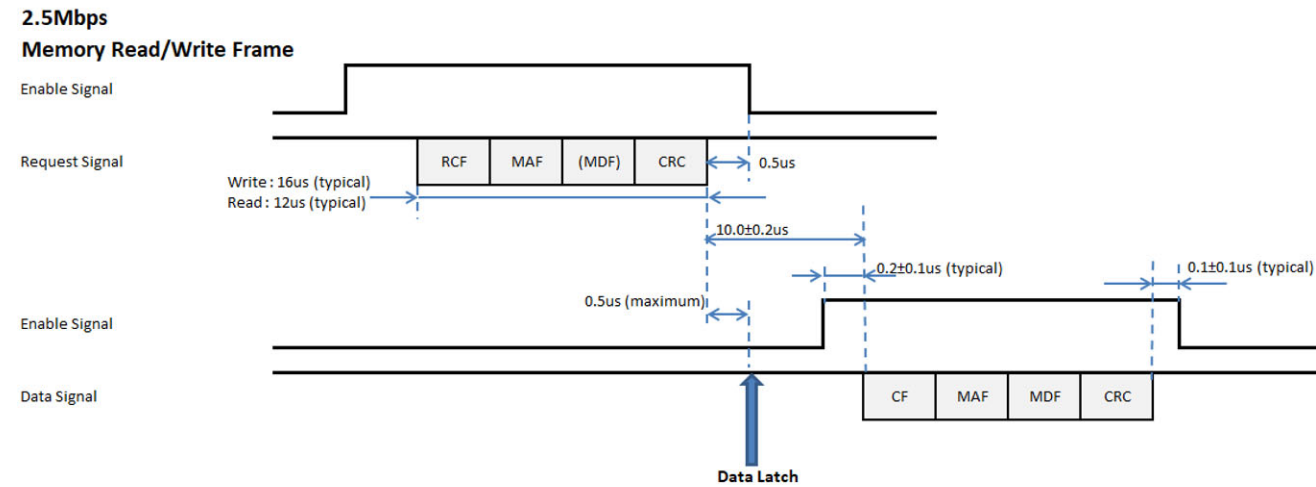 2.5Mbps
Memory Read/Write Frame
Enable Signal
Request Signal
RCF MAF (MDF) CRC
0.5us
Write : 16us (typical)
Read : 12us (typical)
10.0±0.2us
0.2±0.1us (typical)
0.1±0.1us (typical)
0.5us (maximum)
Enable Signal
Data Signal
CF MAF MDF CRC
Data Latch